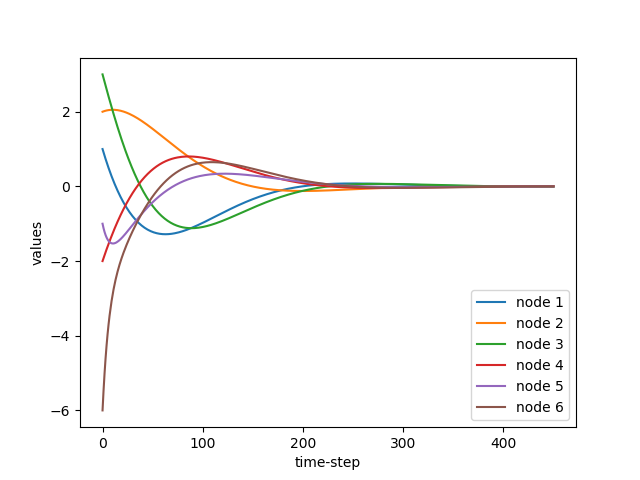 values
2
0
−2
−4
−6
0
100
200
300
400
time-step
node 1
node 2
node 3
node 4
node 5
node 6